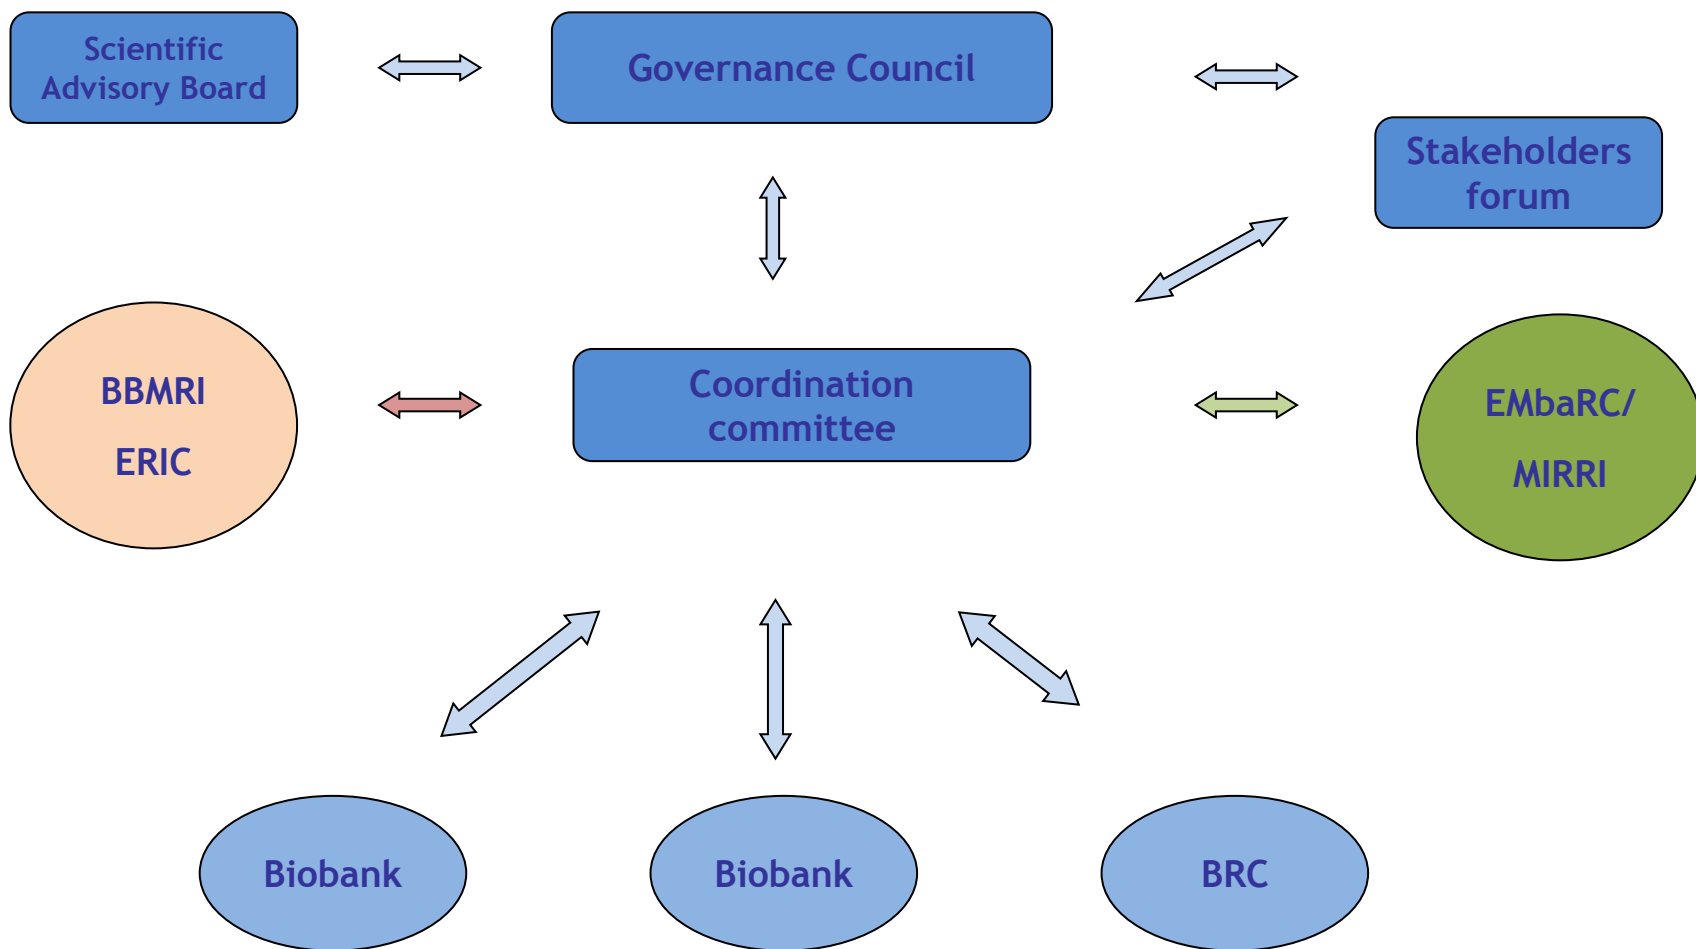 Scientific
Advisory Board
Governance Council
Stakeholders
forum
BBMRI
ERIC
Coordination
committee
EMbaRC/
MIRRI
Biobank
Biobank
BRC